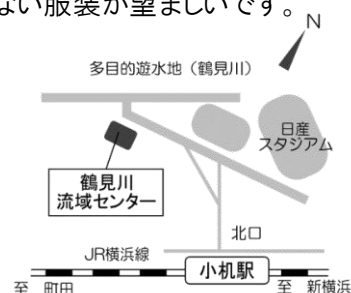 ない服装が望ましいです。
N
多目的遊水地（鶴見川）
日産
スタジアム
鶴見川
流域センター
北口
JR横浜線
小机駅
至 町田
至 新横浜